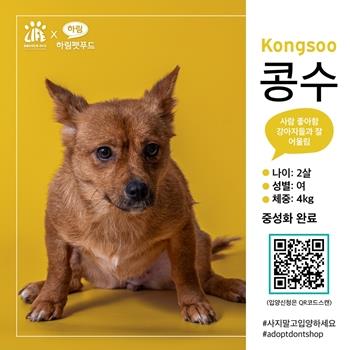 LIFE
X
하림
하림펫푸드
Kongsoo
콩수
사람 좋아함
강아지들과 잘
어울림
나이: 2살
성별: 여
체중: 4kg
중성화 완료
(입양신청은 QR코드스캔)
#사지말고입양하세요
#adoptdontshop